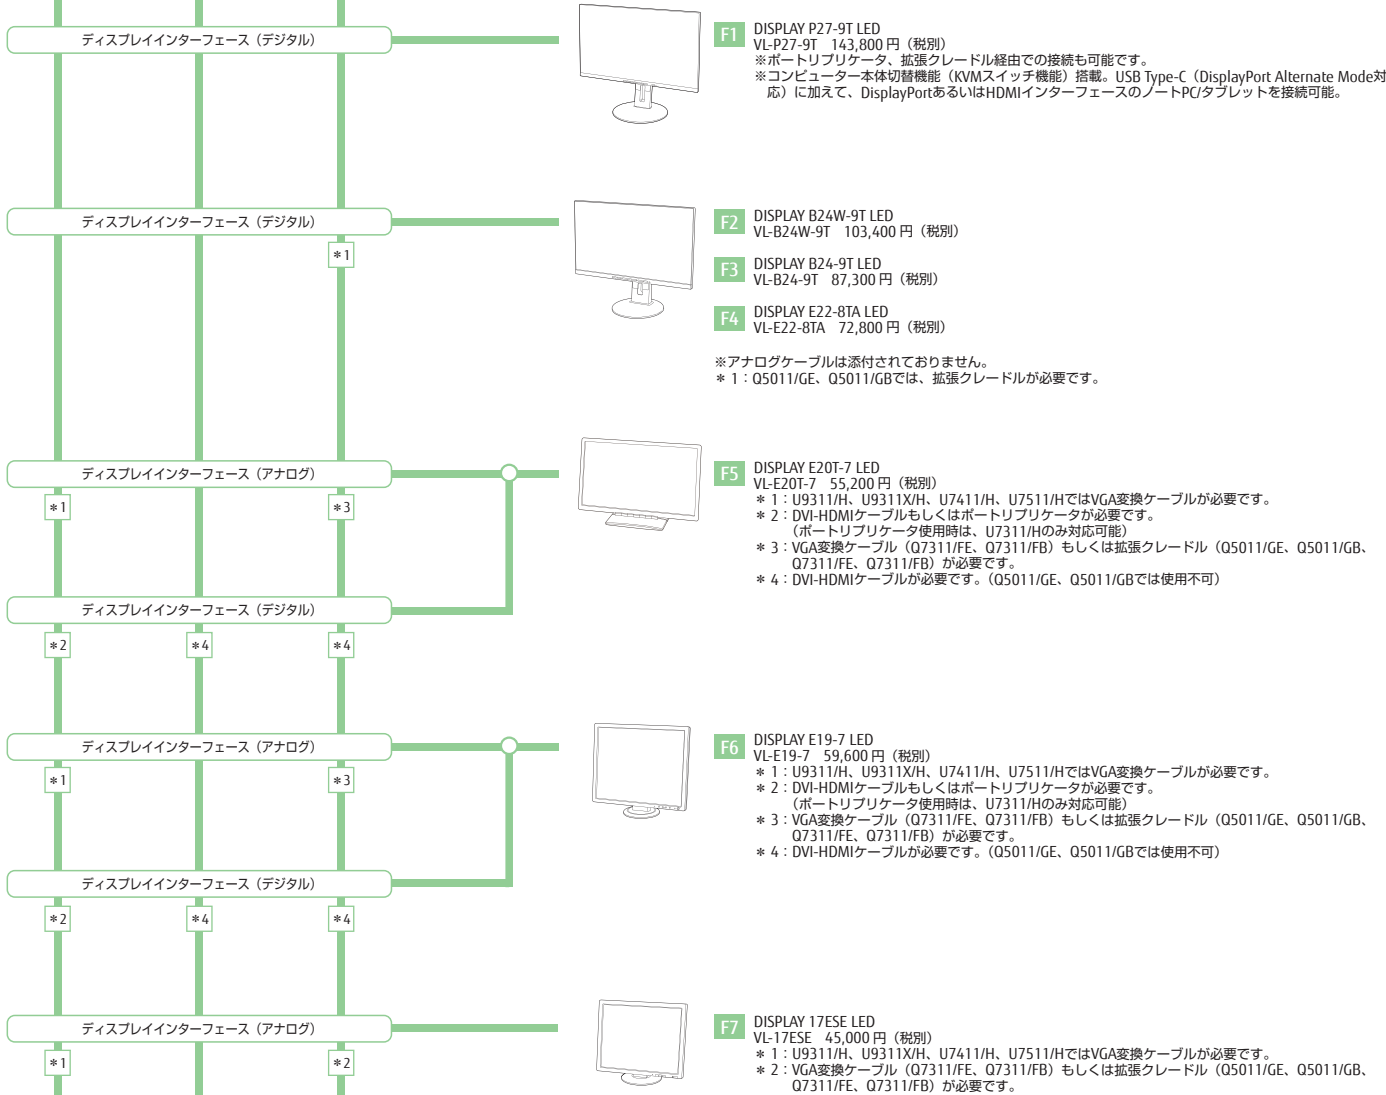 ディスプレイインターフェース（デジタル）
F1
DISPLAY P27-9T LED
VL-P27-9T 143,800 円（税別）
※ポートリプリケータ、拡張クレードル経由での接続も可能です。
※コンピューター本体切替機能（KVMスイッチ機能）搭載。USB Type-C（DisplayPort Alternate Mode対
応）に加えて、DisplayPortあるいはHDMIインターフェースのノートPC/タブレットを接続可能。
ディスプレイインターフェース（デジタル）
＊1
F2
DISPLAY B24W-9T LED
VL-B24W-9T 103,400 円（税別）
F3
DISPLAY B24-9T LED
VL-B24-9T 87,300 円（税別）
F4
DISPLAY E22-8TA LED
VL-E22-8TA 72,800 円（税別）
※アナログケーブルは添付されておりません。
＊ 1：Q5011/GE、Q5011/GBでは、拡張クレードルが必要です。
ディスプレイインターフェース（アナログ）
＊1
＊3
F5
DISPLAY E20T-7 LED
VL-E20T-7 55,200 円（税別）
＊ 1：U9311/H、U9311X/H、U7411/H、U7511/HではVGA変換ケーブルが必要です。
＊ 2：DVI-HDMIケーブルもしくはポートリプリケータが必要です。
（ポートリプリケータ使用時は、U7311/Hのみ対応可能）
＊ 3：VGA変換ケーブル（Q7311/FE、Q7311/FB）もしくは拡張クレードル（Q5011/GE、Q5011/GB、
Q7311/FE、Q7311/FB）が必要です。
＊ 4：DVI-HDMIケーブルが必要です。（Q5011/GE、Q5011/GBでは使用不可）
ディスプレイインターフェース（デジタル）
＊2
＊4
＊4
ディスプレイインターフェース（アナログ）
＊1
＊3
F6
DISPLAY E19-7 LED
VL-E19-7 59,600 円（税別）
＊ 1：U9311/H、U9311X/H、U7411/H、U7511/HではVGA変換ケーブルが必要です。
＊ 2：DVI-HDMIケーブルもしくはポートリプリケータが必要です。
（ポートリプリケータ使用時は、U7311/Hのみ対応可能）
＊ 3：VGA変換ケーブル（Q7311/FE、Q7311/FB）もしくは拡張クレードル（Q5011/GE、Q5011/GB、
Q7311/FE、Q7311/FB）が必要です。
＊ 4：DVI-HDMIケーブルが必要です。（Q5011/GE、Q5011/GBでは使用不可）
ディスプレイインターフェース（デジタル）
＊2
＊4
＊4
ディスプレイインターフェース（アナログ）
＊1
＊2
F7
DISPLAY 17ESE LED
VL-17ESE 45,000 円（税別）
＊ 1：U9311/H、U9311X/H、U7411/H、U7511/HではVGA変換ケーブルが必要です。
＊ 2：VGA変換ケーブル（Q7311/FE、Q7311/FB）もしくは拡張クレードル（Q5011/GE、Q5011/GB、
Q7311/FE、Q7311/FB）が必要です。